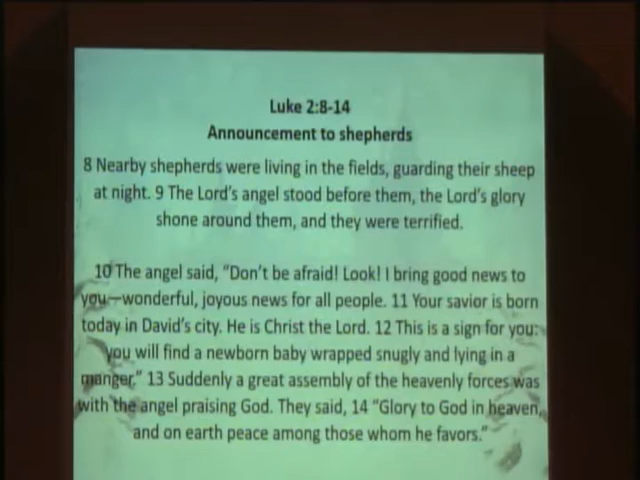 Luke 2:8-14
Announcement to shepherds
8 Nearby shepherds were living in the fields, guarding their sheep
at night. 9 The Lord's angel stood before them, the Lord's glory
shone around them, and they were terrified.
10 The angel said, "Don't be afraid! Look! I bring good news to
you—wonderful, joyous news for all people. 11 Your savior is born
today in David's city. He is Christ the Lord. 12 This is a sign for you:
you will find a newborn baby wrapped snugly and lying in a
manger." 13 Suddenly a great assembly of the heavenly forces was
with the angel praising God. They said, 14 "Glory to God in heaven,
and on earth peace among those whom he favors."